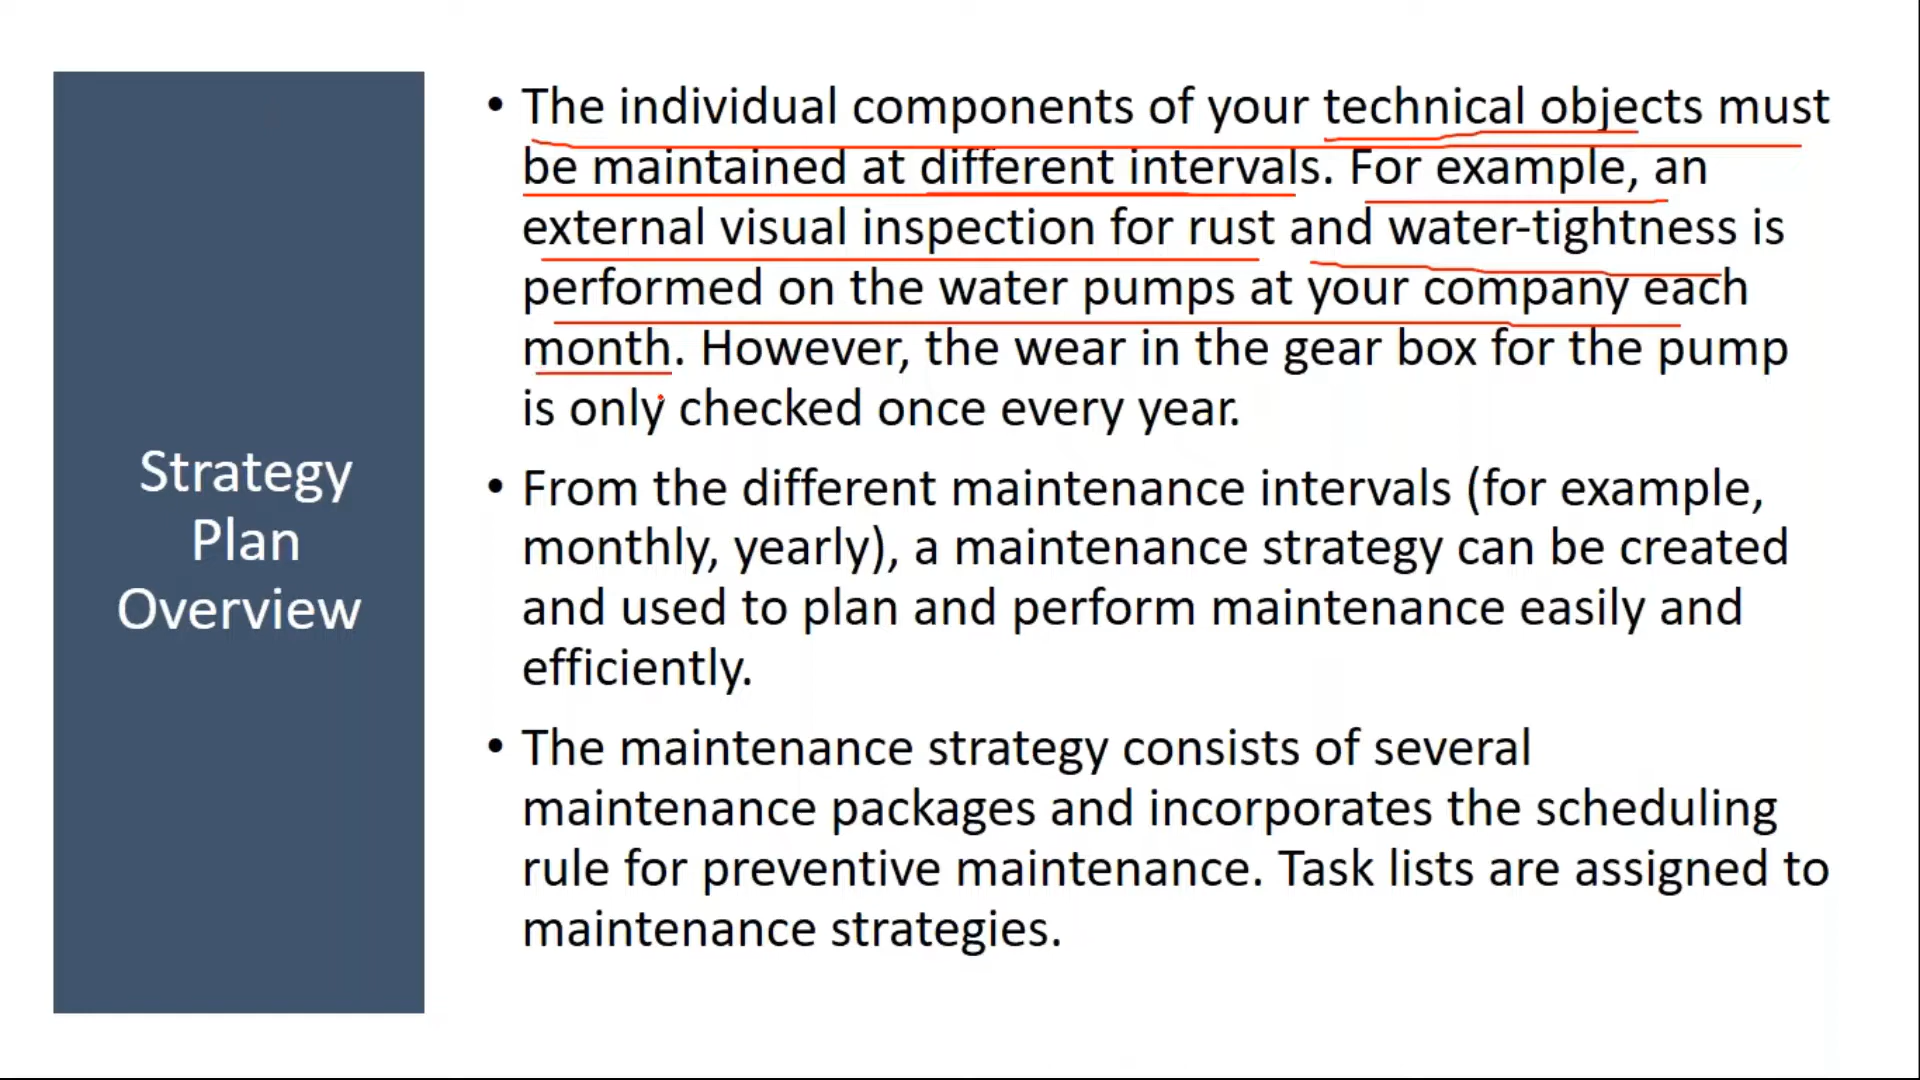 Strategy
Plan
Overview
• The individual components of your technical objects must
be maintained at different intervals. For example, an
external visual inspection for rust and water-tightness is
performed on the water pumps at your company each
month. However, the wear in the gear box for the pump
is only checked once every year.
• From the different maintenance intervals (for example,
monthly, yearly), a maintenance strategy can be created
and used to plan and perform maintenance easily and
efficiently.
• The maintenance strategy consists of several
maintenance packages and incorporates the scheduling
rule for preventive maintenance. Task lists are assigned to
maintenance strategies.